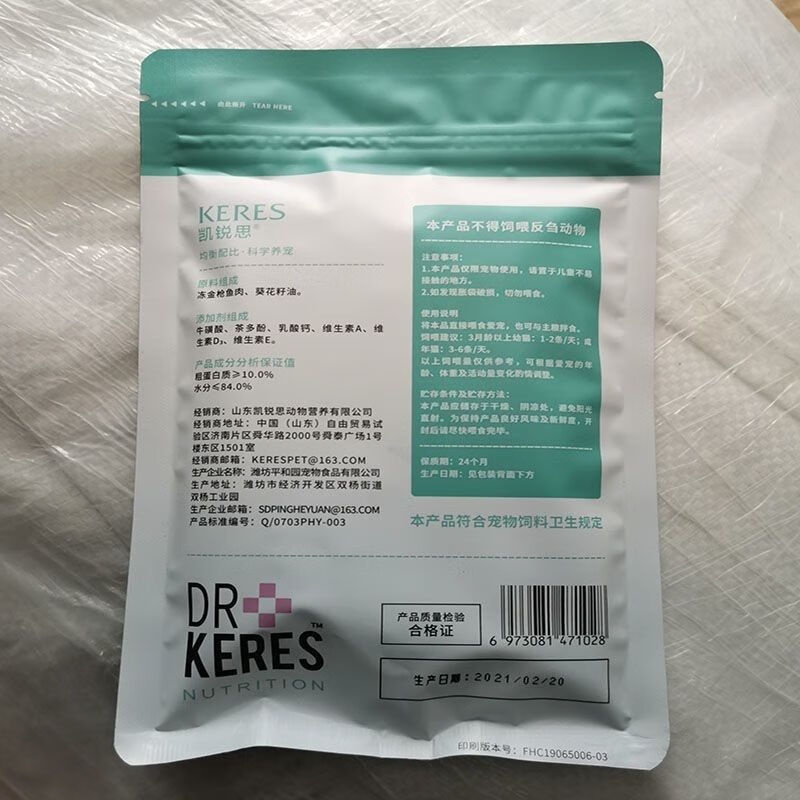 由此撕开 TEAR HERE
KERES
凯锐思®
均衡配比·科学养宠
原料组成
冻金枪鱼肉、葵花籽油。
添加剂组成
牛磺酸、茶多酚、乳酸钙、维生素A、维
生素D₃、维生素E。
产品成分分析保证值
粗蛋白质≥10.0%
水分≤84.0%
经销商：山东凯锐思动物营养有限公司
经销商地址：中国（山东）自由贸易试
验区济南片区舜华路2000号舜泰广场1号
楼东区1501室
经销商邮箱：KERESPET@163.COM
生产企业名称：潍坊平和园宠物食品有限公司
生产地址：潍坊市经济开发区双杨街道
双杨工业园
生产企业邮箱：SDPINGHEYUAN@163.COM
产品标准编号：Q/0703PHY-003
本产品不得饲喂反刍动物
注意事项：
1.本产品仅限宠物使用，请置于儿童不易
接触的地方。
2.如发现胀袋破损，切勿喂食。
使用说明
将本品直接喂食爱宠，也可与主粮拌食。
饲喂建议：3月龄以上幼猫：1-2条/天；成
年猫：3-6条/天。
以上饲喂量仅供参考，可根据爱宠的年
龄、体重及活动量变化酌情调整。
贮存条件及贮存方法：
本产品应储存于干燥、阴凉处，避免阳光
直射。为保持产品良好风味及新鲜度，开
封后请尽快喂食完毕。
保质期：24个月
生产日期：见包装背面下方
本产品符合宠物饲料卫生规定
DR
KERES™
NUTRITION
产品质量检验
合格证
6 973081 471028
生产日期：2021/02/20
印刷版本号：FHC19065006-03